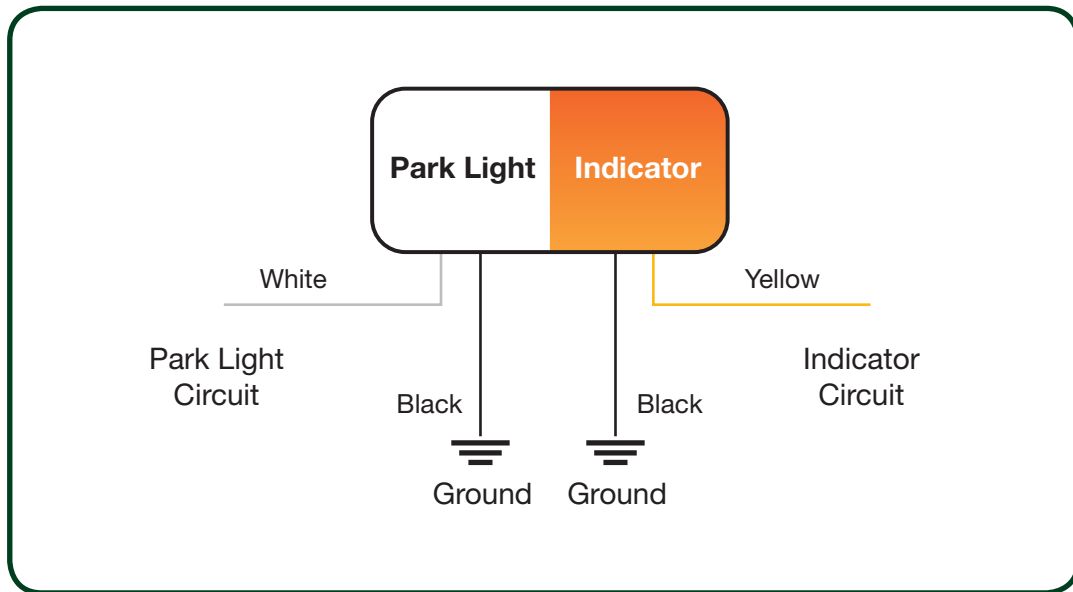 Park Light
Indicator
White
Yellow
Park Light
Circuit
Indicator
Circuit
Black
Black
Ground
Ground